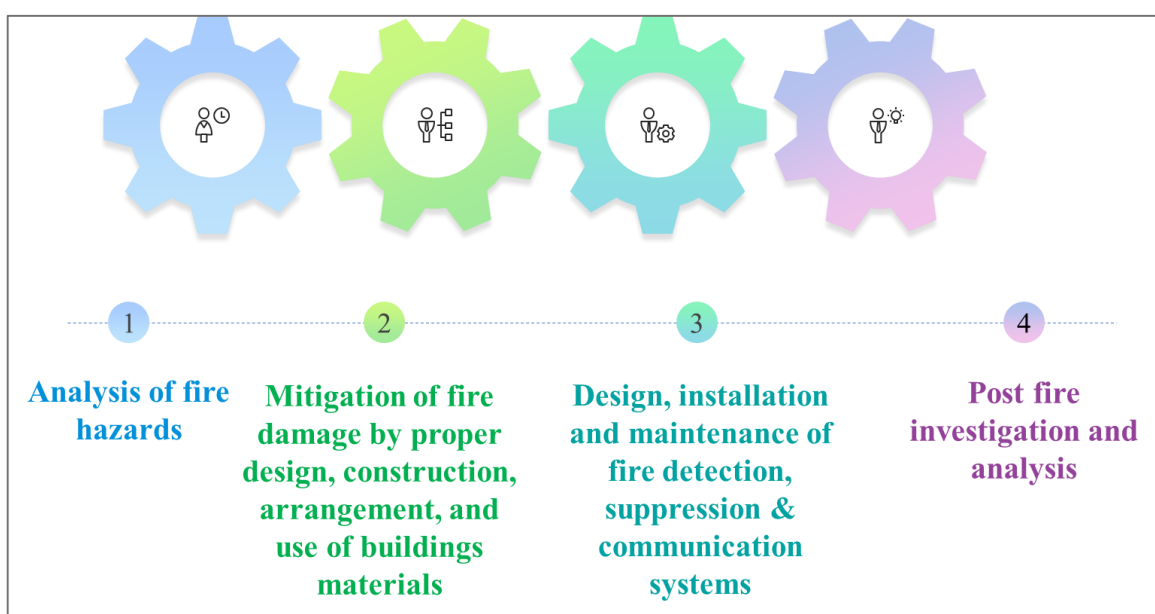 1
Analysis of fire
hazards
2
Mitigation of fire
damage by proper
design, construction,
arrangement, and
use of buildings
materials
3
Design, installation
and maintenance of
fire detection,
suppression &
communication
systems
4
Post fire
investigation and
analysis